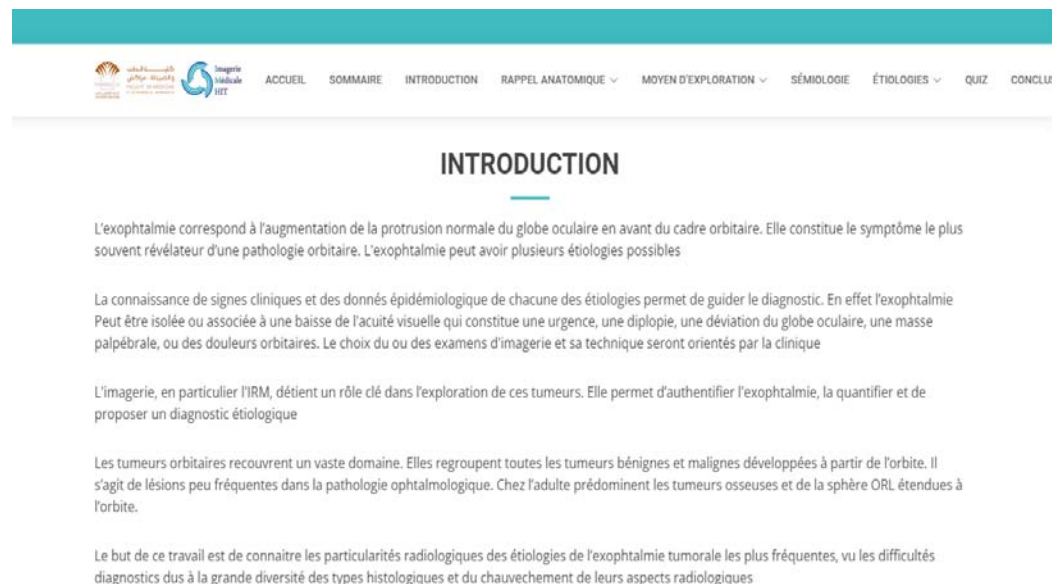 Imagerie
Médicale
HIT
ACCUEIL SOMMAIRE INTRODUCTION RAPPEL ANATOMIQUE MOYEN D'EXPLORATION SÉMIOLOGIE ÉTIOLOGIES QUIZ CONCLUS
INTRODUCTION
L'exophtalmie correspond à l'augmentation de la protrusion normale du globe oculaire en avant du cadre orbitaire. Elle constitue le symptôme le plus
souvent révélateur d'une pathologie orbitaire. L'exophtalmie peut avoir plusieurs étiologies possibles
La connaissance de signes cliniques et des donnés épidémiologique de chacune des étiologies permet de guider le diagnostic. En effet l'exophtalmie
Peut être isolée ou associée à une baisse de l'acuité visuelle qui constitue une urgence, une diplopie, une déviation du globe oculaire, une masse
palpébrale, ou des douleurs orbitaires. Le choix du ou des examens d'imagerie et sa technique seront orientés par la clinique
L'imagerie, en particulier l'IRM, détient un rôle clé dans l'exploration de ces tumeurs. Elle permet d'authentifier l'exophtalmie, la quantifier et de
proposer un diagnostic étiologique
Les tumeurs orbitaires recouvrent un vaste domaine. Elles regroupent toutes les tumeurs bénignes et malignes développées à partir de l'orbite. Il
s'agit de lésions peu fréquentes dans la pathologie ophtalmologique. Chez l'adulte prédominent les tumeurs osseuses et de la sphère ORL étendues à
l'orbite.
Le but de ce travail est de connaitre les particularités radiologiques des étiologies de l'exophtalmie tumorale les plus fréquentes, vu les difficultés
diagnostics dus à la grande diversité des types histologiques et du chauvechement de leurs aspects radiologiques